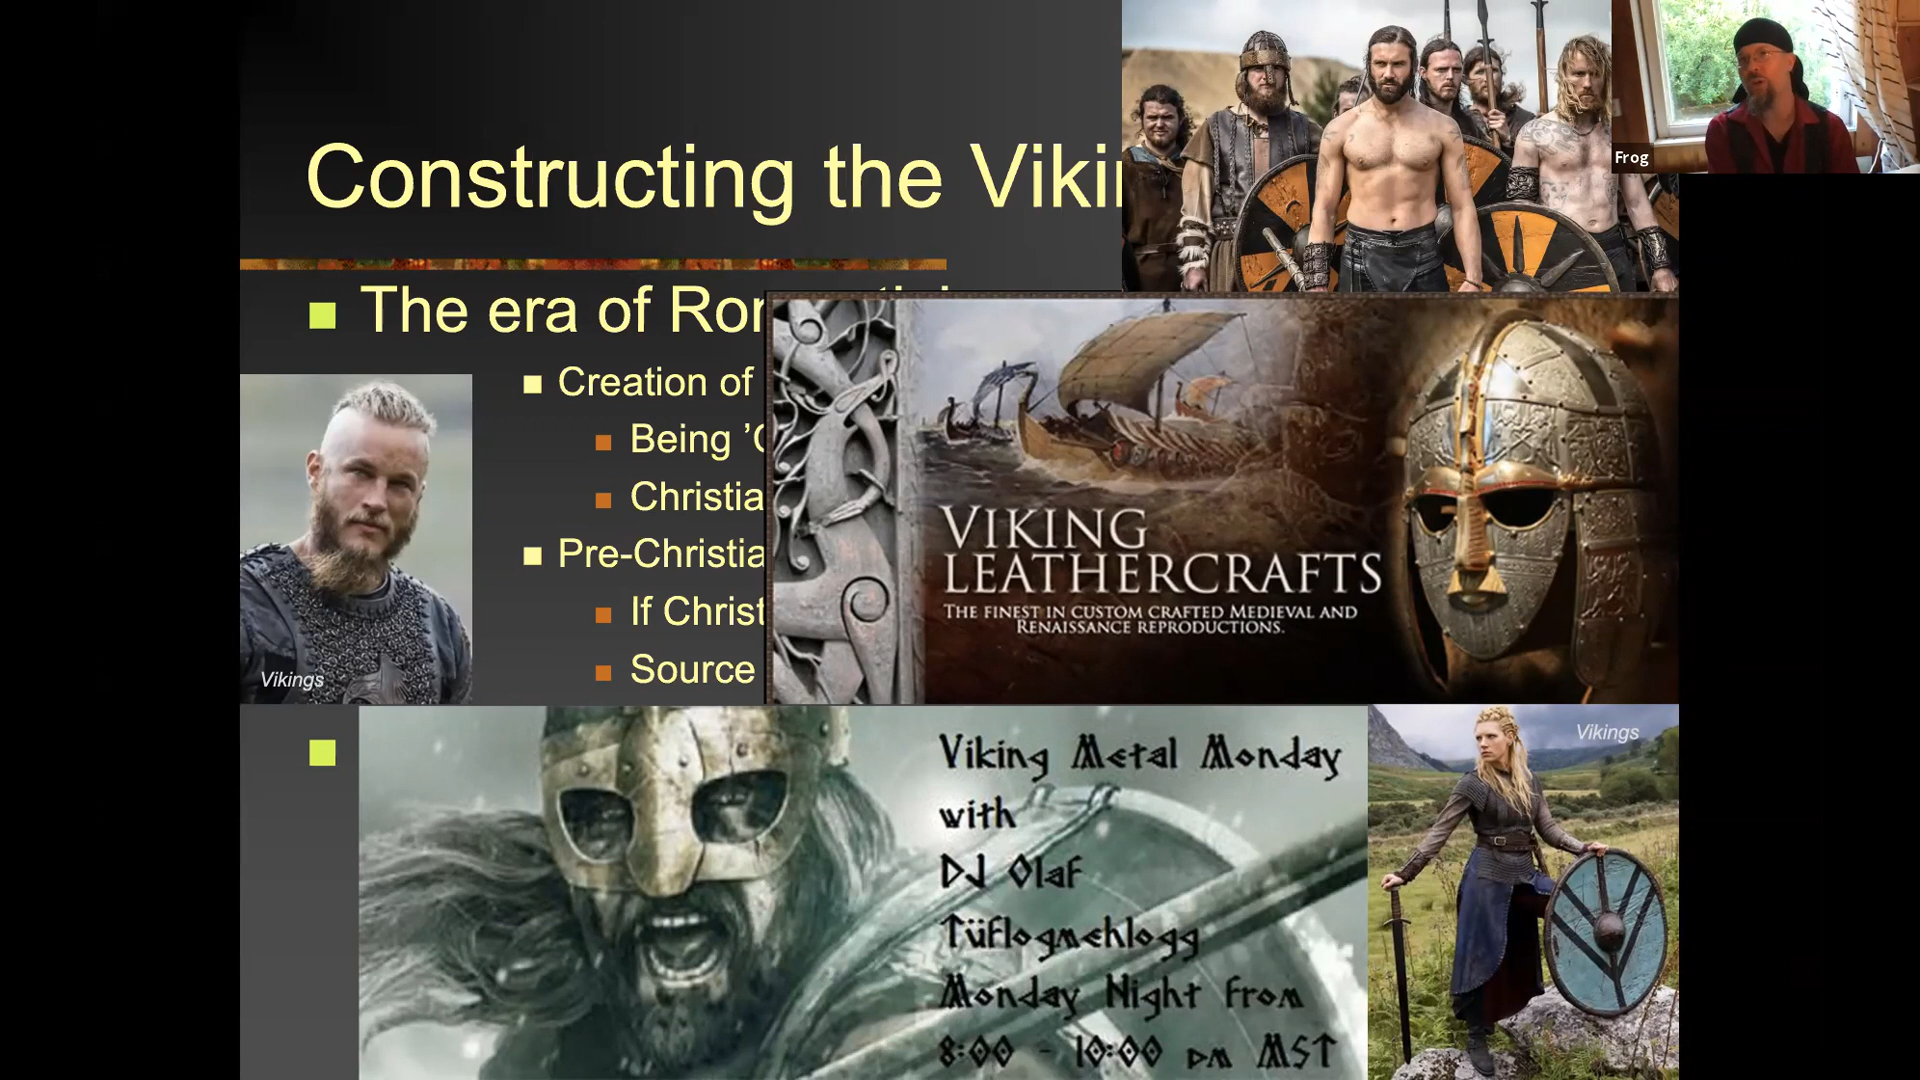 Constructing the Viki
Frog
The era of Ro
Creation of
Being ’
Christia
Pre-Christia
If Christ
Source
Vikings
VIKING
LEATHERCRAFTS
THE FINEST IN CUSTOM CRAFTED MEDIEVAL AND
RENAISSANCE REPRODUCTIONS.
Viking Metal Monday
with
DJ Olaf
Tüflogmehlogg
Monday Night from
8:00 - 10:00 pm MST
Vikings